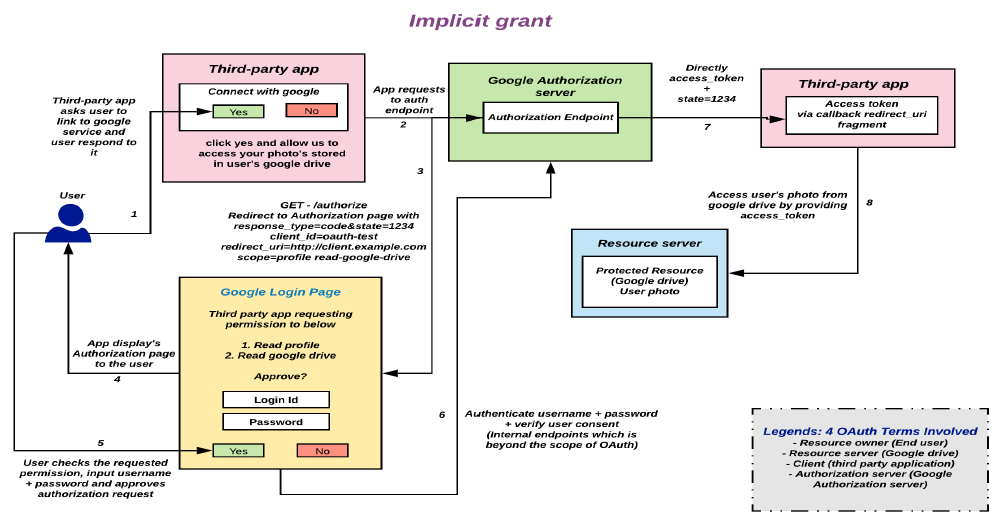 Implicit grant
Third-party app
Connect with google
Yes
No
click yes and allow us to
access your photo's stored
in user's google drive
Third-party app
asks user to
link to google
service and
user respond to
it
User
1
App requests
to auth
endpoint
2
3
Google Authorization
server
Authorization Endpoint
Directly
access_token
+
state=1234
7
Third-party app
Access token
via callback redirect_uri
fragment
Access user's photo from
google drive by providing
access_token
8
GET - /authorize
Redirect to Authorization page with
response_type=code&state=1234
client_id=oauth-test
redirect_uri=http://client.example.com
scope=profile read-google-drive
Resource server
Protected Resource
(Google drive)
User photo
Google Login Page
Third party app requesting
permission to below
1. Read profile
2. Read google drive
Approve?
Login Id
Password
Yes
No
App display's
Authorization page
to the user
4
5
User checks the requested
permission, input username
+ password and approves
authorization request
6
Authenticate username + password
+ verify user consent
(Internal endpoints which is
beyond the scope of OAuth)
Legends: 4 OAuth Terms Involved
- Resource owner (End user)
- Resource server (Google drive)
- Client (third party application)
- Authorization server (Google
Authorization server)